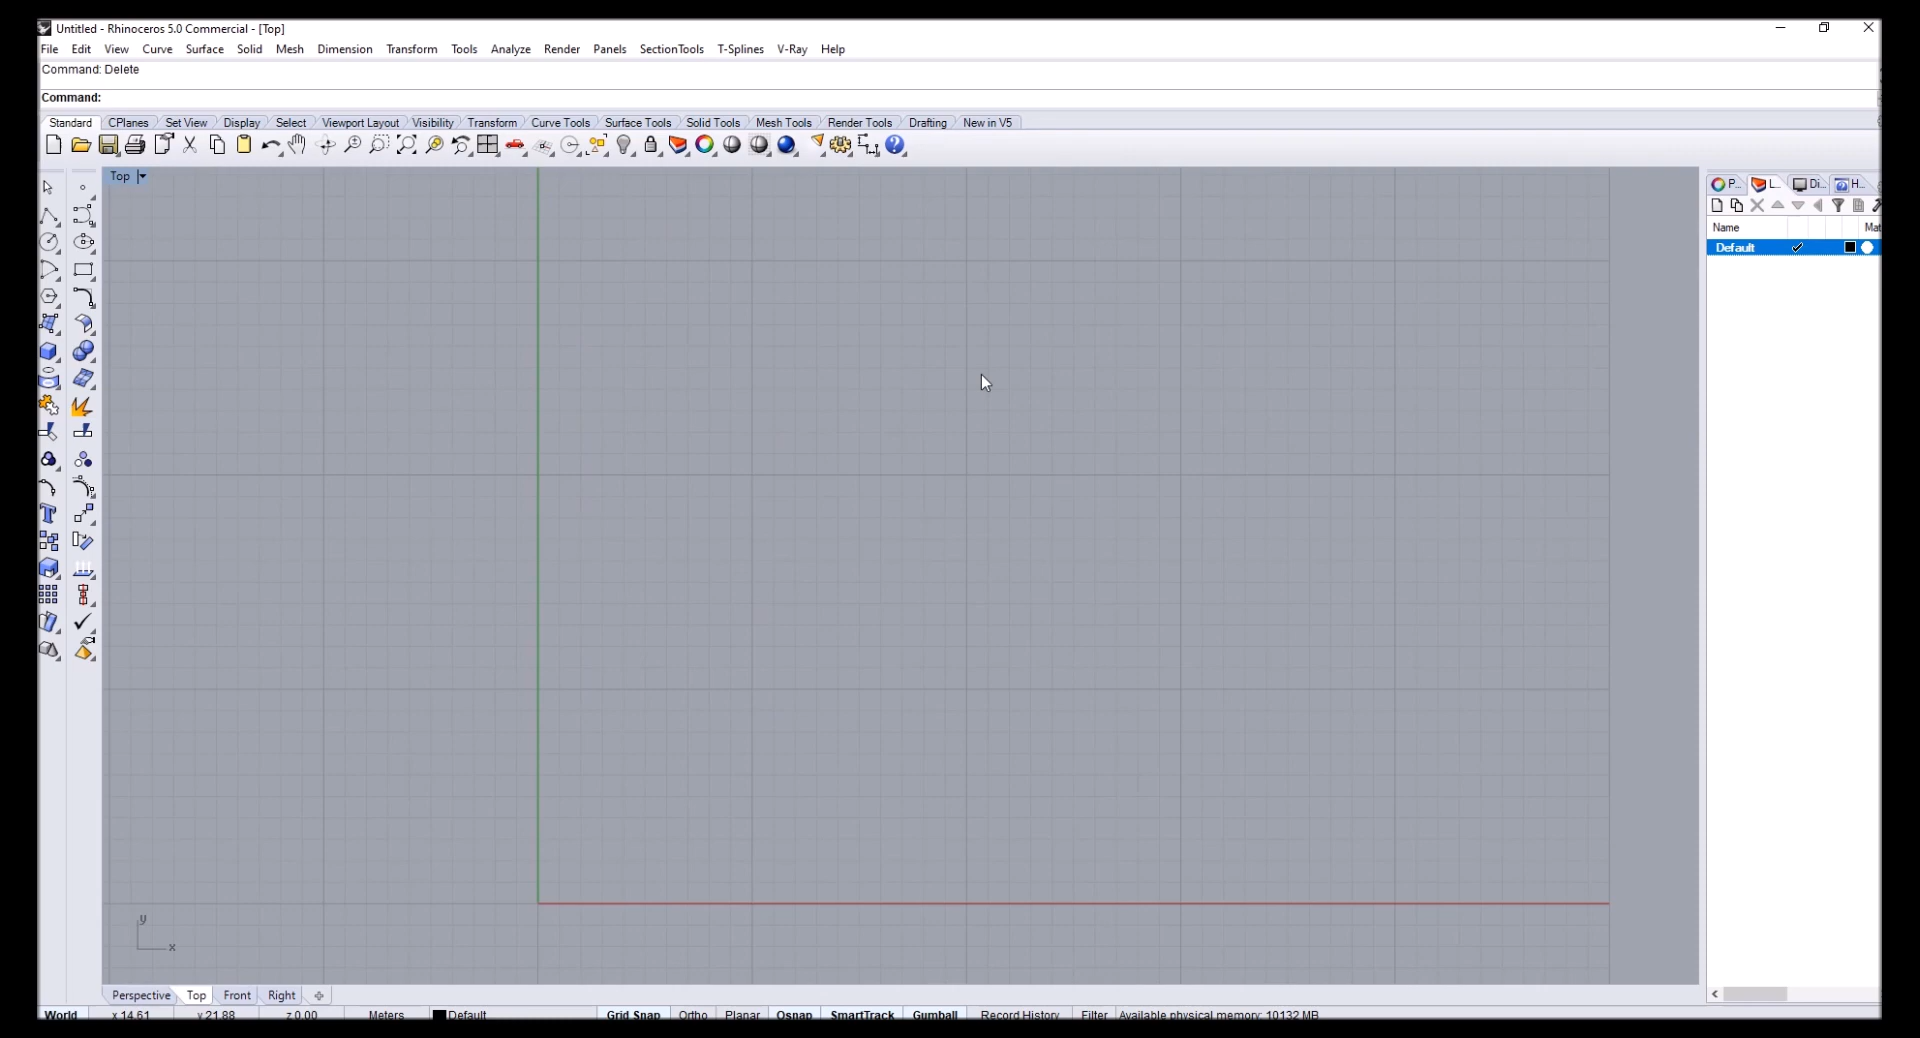 Untitled - Rhinoceros 5.0 Commercial - [Top]
File Edit View Curve Surface Solid Mesh Dimension Transform Tools Analyze Render Panels SectionTools T-Splines V-Ray Help
Command: Delete
Command:
Standard CPlanes Set View Display Select Viewport Layout Visibility Transform Curve Tools Surface Tools Solid Tools Mesh Tools Render Tools Drafting New in V5
Top
P... L... Di... H...
Name Mat
Default
y
x
Perspective Top Front Right
World x 14.61 y 21.88 z 0.00 Meters Default Grid Snap Ortho Planar Osnap SmartTrack Gumball Record History Filter Available physical memory: 10132 MB